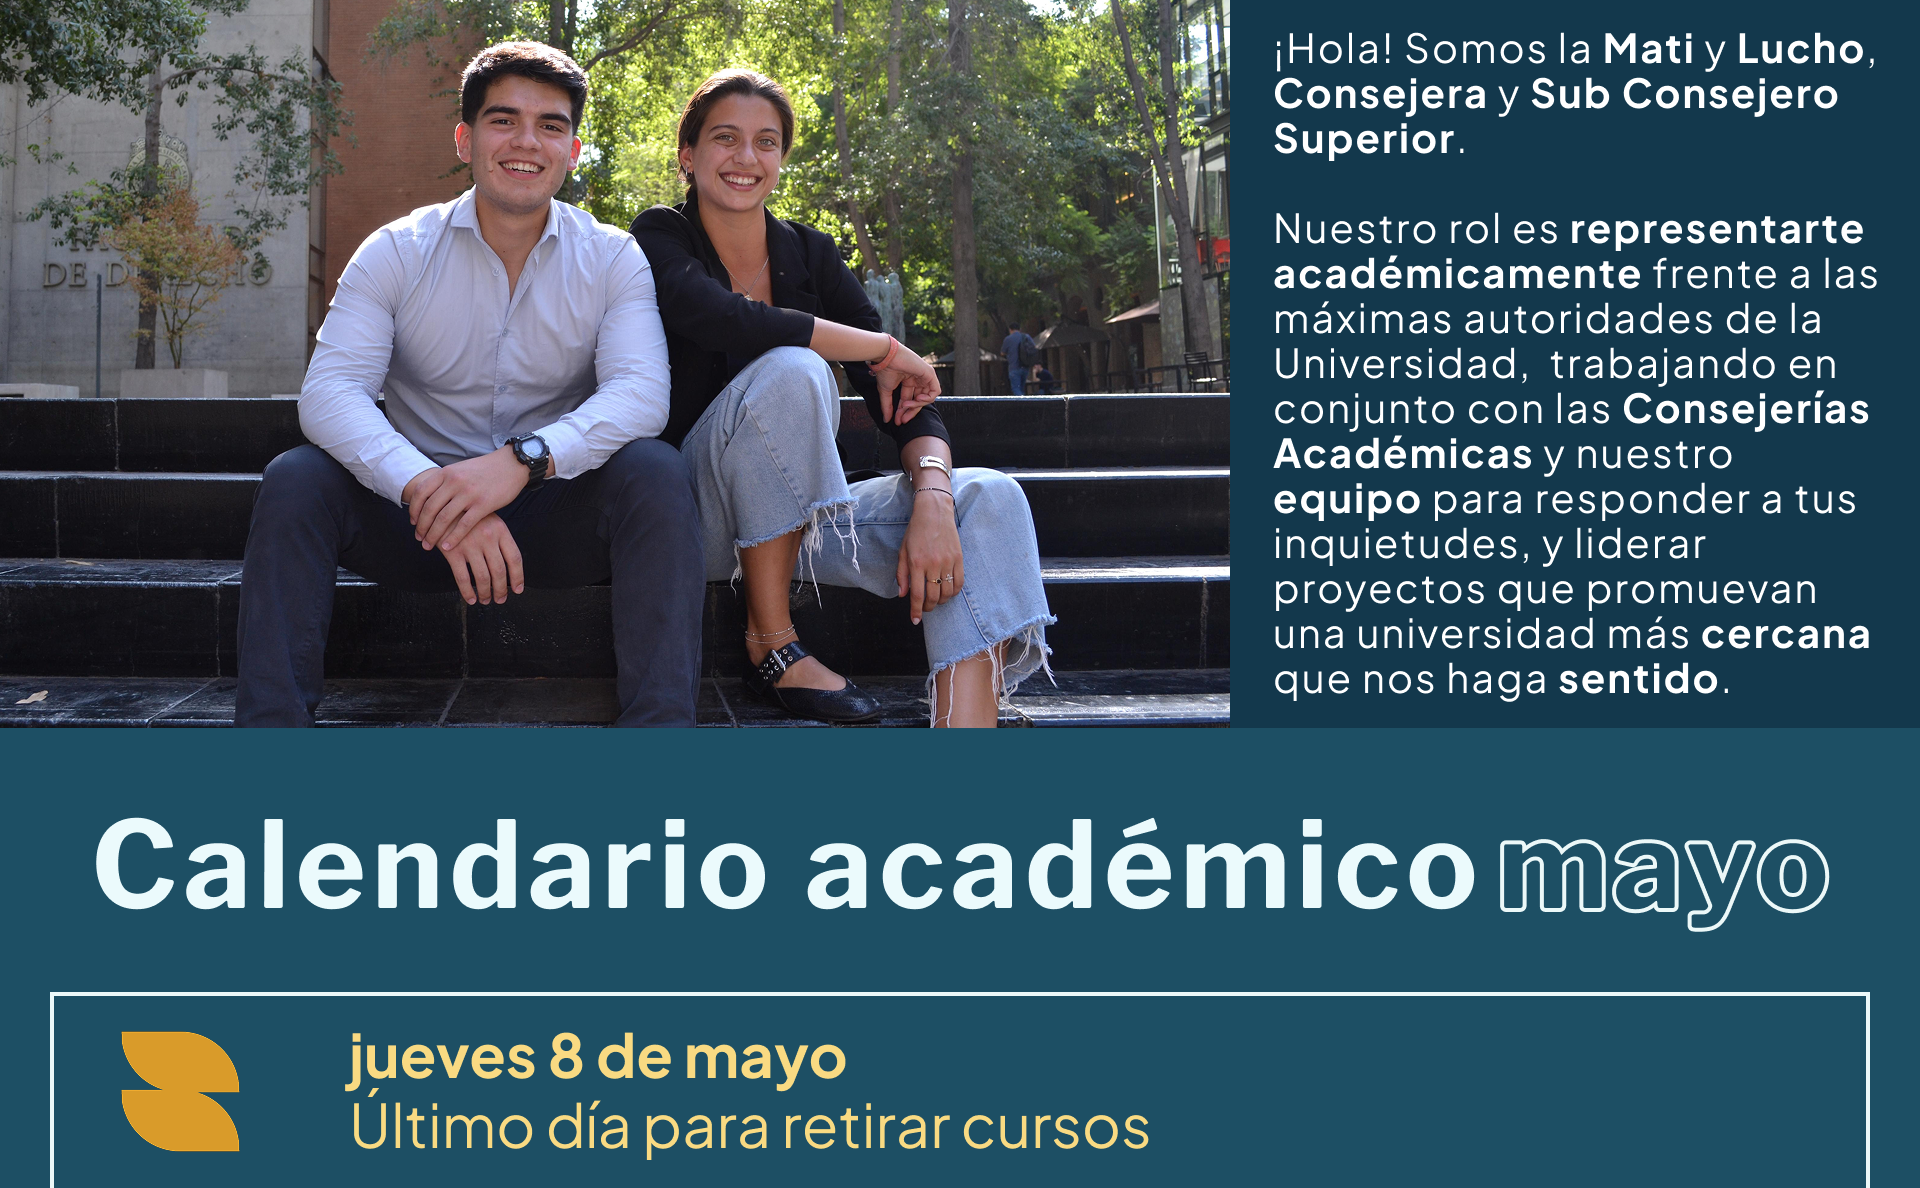 ¡Hola! Somos la Mati y Lucho,
Consejera y Sub Consejero
Superior.
Nuestro rol es representarte
académicamente frente a las
máximas autoridades de la
Universidad, trabajando en
conjunto con las Consejerías
Académicas y nuestro
equipo para responder a tus
inquietudes, y liderar
proyectos que promuevan
una universidad más cercana
que nos haga sentido.
DE DERECHO
Calendario académico mayo
jueves 8 de mayo
Último día para retirar cursos